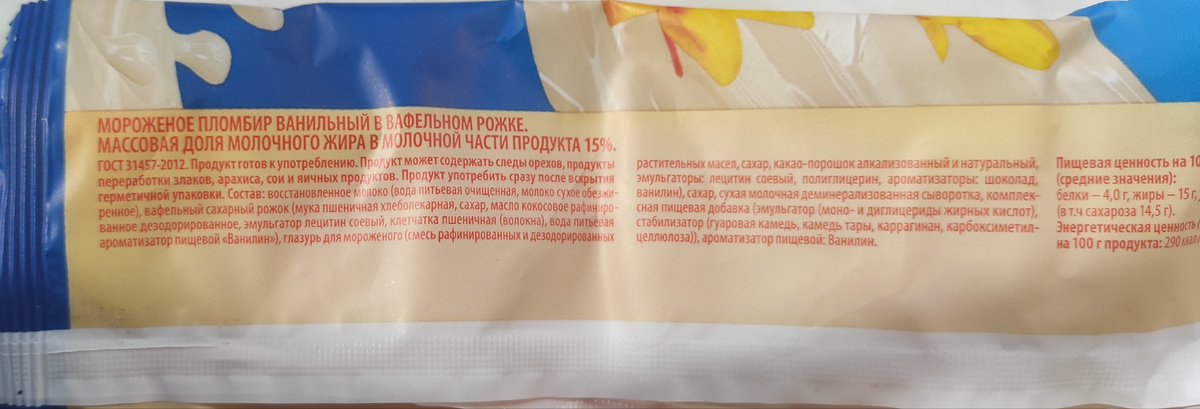 МОРОЖЕНОЕ ПЛОМБИР ВАНИЛЬНЫЙ В ВАФЕЛЬНОМ РОЖКЕ.
МАССОВАЯ ДОЛЯ МОЛОЧНОГО ЖИРА В МОЛОЧНОЙ ЧАСТИ ПРОДУКТА 15%.
ГОСТ 31457-2012. Продукт готов к употреблению. Продукт может содержать следы орехов, продукты
переработки злаков, арахиса, сои и яичных продуктов. Продукт употребить сразу после вскрытия
герметичной упаковки. Состав: восстановленное молоко (вода питьевая очищенная, молоко сухое обезжи-
ренное), вафельный сахарный рожок (мука пшеничная хлебопекарная, сахар, масло кокосовое рафиниро-
ванное дезодорированное, эмульгатор лецитин соевый, клетчатка пшеничная (волокна), вода питьевая
ароматизатор пищевой «Ванилин»), глазурь для мороженого (смесь рафинированных и дезодорированных
растительных масел, сахар, какао-порошок алкализованный и натуральный,
эмульгаторы: лецитин соевый, полиглицерин, ароматизаторы: шоколад,
ванилин), сахар, сухая молочная деминерализованная сыворотка, комплекс-
ная пищевая добавка (эмульгатор (моно- и диглицериды жирных кислот),
стабилизатор (гуаровая камедь, камедь тары, каррагинан, карбоксиметил-
целлюлоза)), ароматизатор пищевой: Ванилин.
Пищевая ценность на 10
(средние значения):
белки – 4,0 г, жиры – 15 г,
(в т.ч сахароза 14,5 г).
Энергетическая ценность
на 100 г продукта: 290 ккал